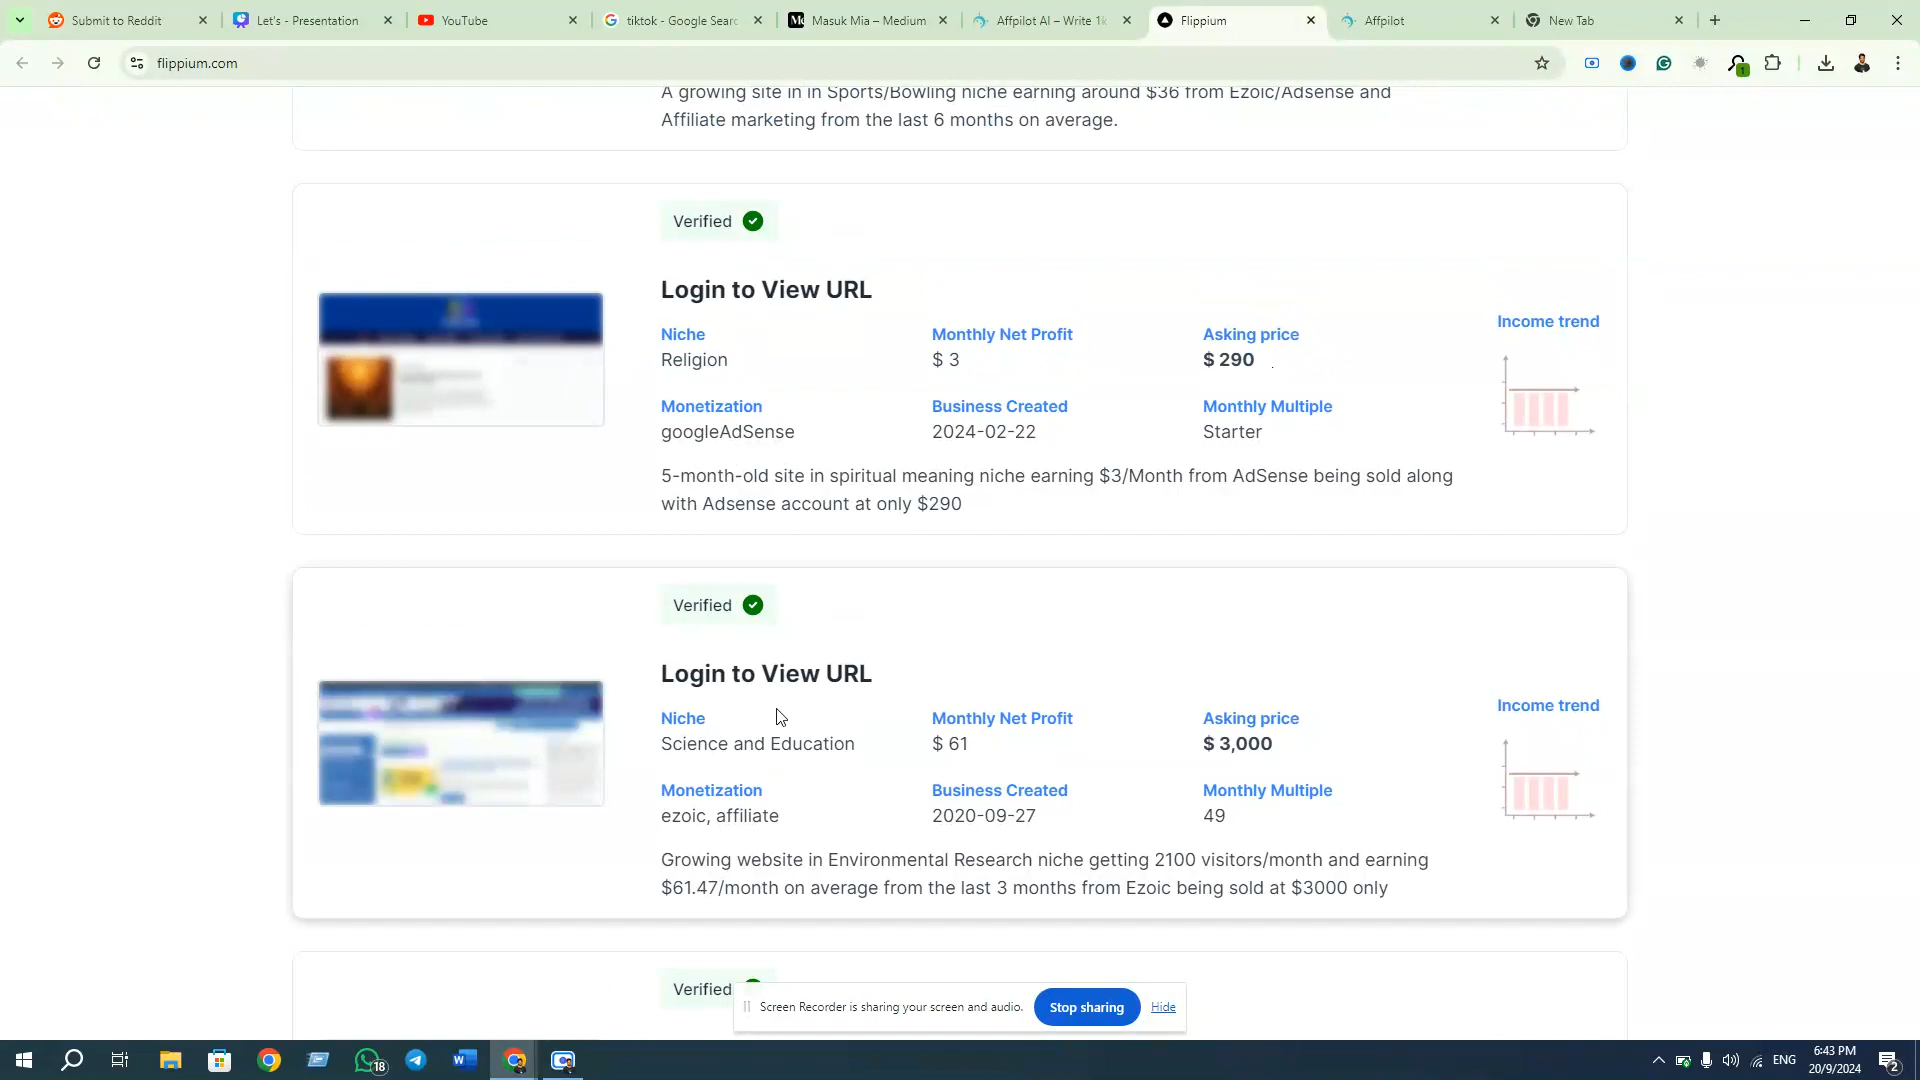 Submit to Reddit
Let's - Presentation
YouTube
tiktok - Google Searc
Masuk Mia – Medium
Affpilot AI – Write 1k
Flippium
Affpilot
New Tab
flippium.com
1
A growing site in in Sports/Bowling niche earning around $36 from Ezoic/Adsense and
Affiliate marketing from the last 6 months on average.
Verified
Login to View URL
Niche
Religion
Monthly Net Profit
$ 3
Asking price
$ 290
Income trend
Monetization
googleAdSense
Business Created
2024-02-22
Monthly Multiple
Starter
5-month-old site in spiritual meaning niche earning $3/Month from AdSense being sold along
with Adsense account at only $290
Verified
Login to View URL
Niche
Science and Education
Monthly Net Profit
$ 61
Asking price
$ 3,000
Income trend
Monetization
ezoic, affiliate
Business Created
2020-09-27
Monthly Multiple
49
Growing website in Environmental Research niche getting 2100 visitors/month and earning
$61.47/month on average from the last 3 months from Ezoic being sold at $3000 only
Verified
Screen Recorder is sharing your screen and audio.
Stop sharing
Hide
18
ENG
6:43 PM
20/9/2024
2